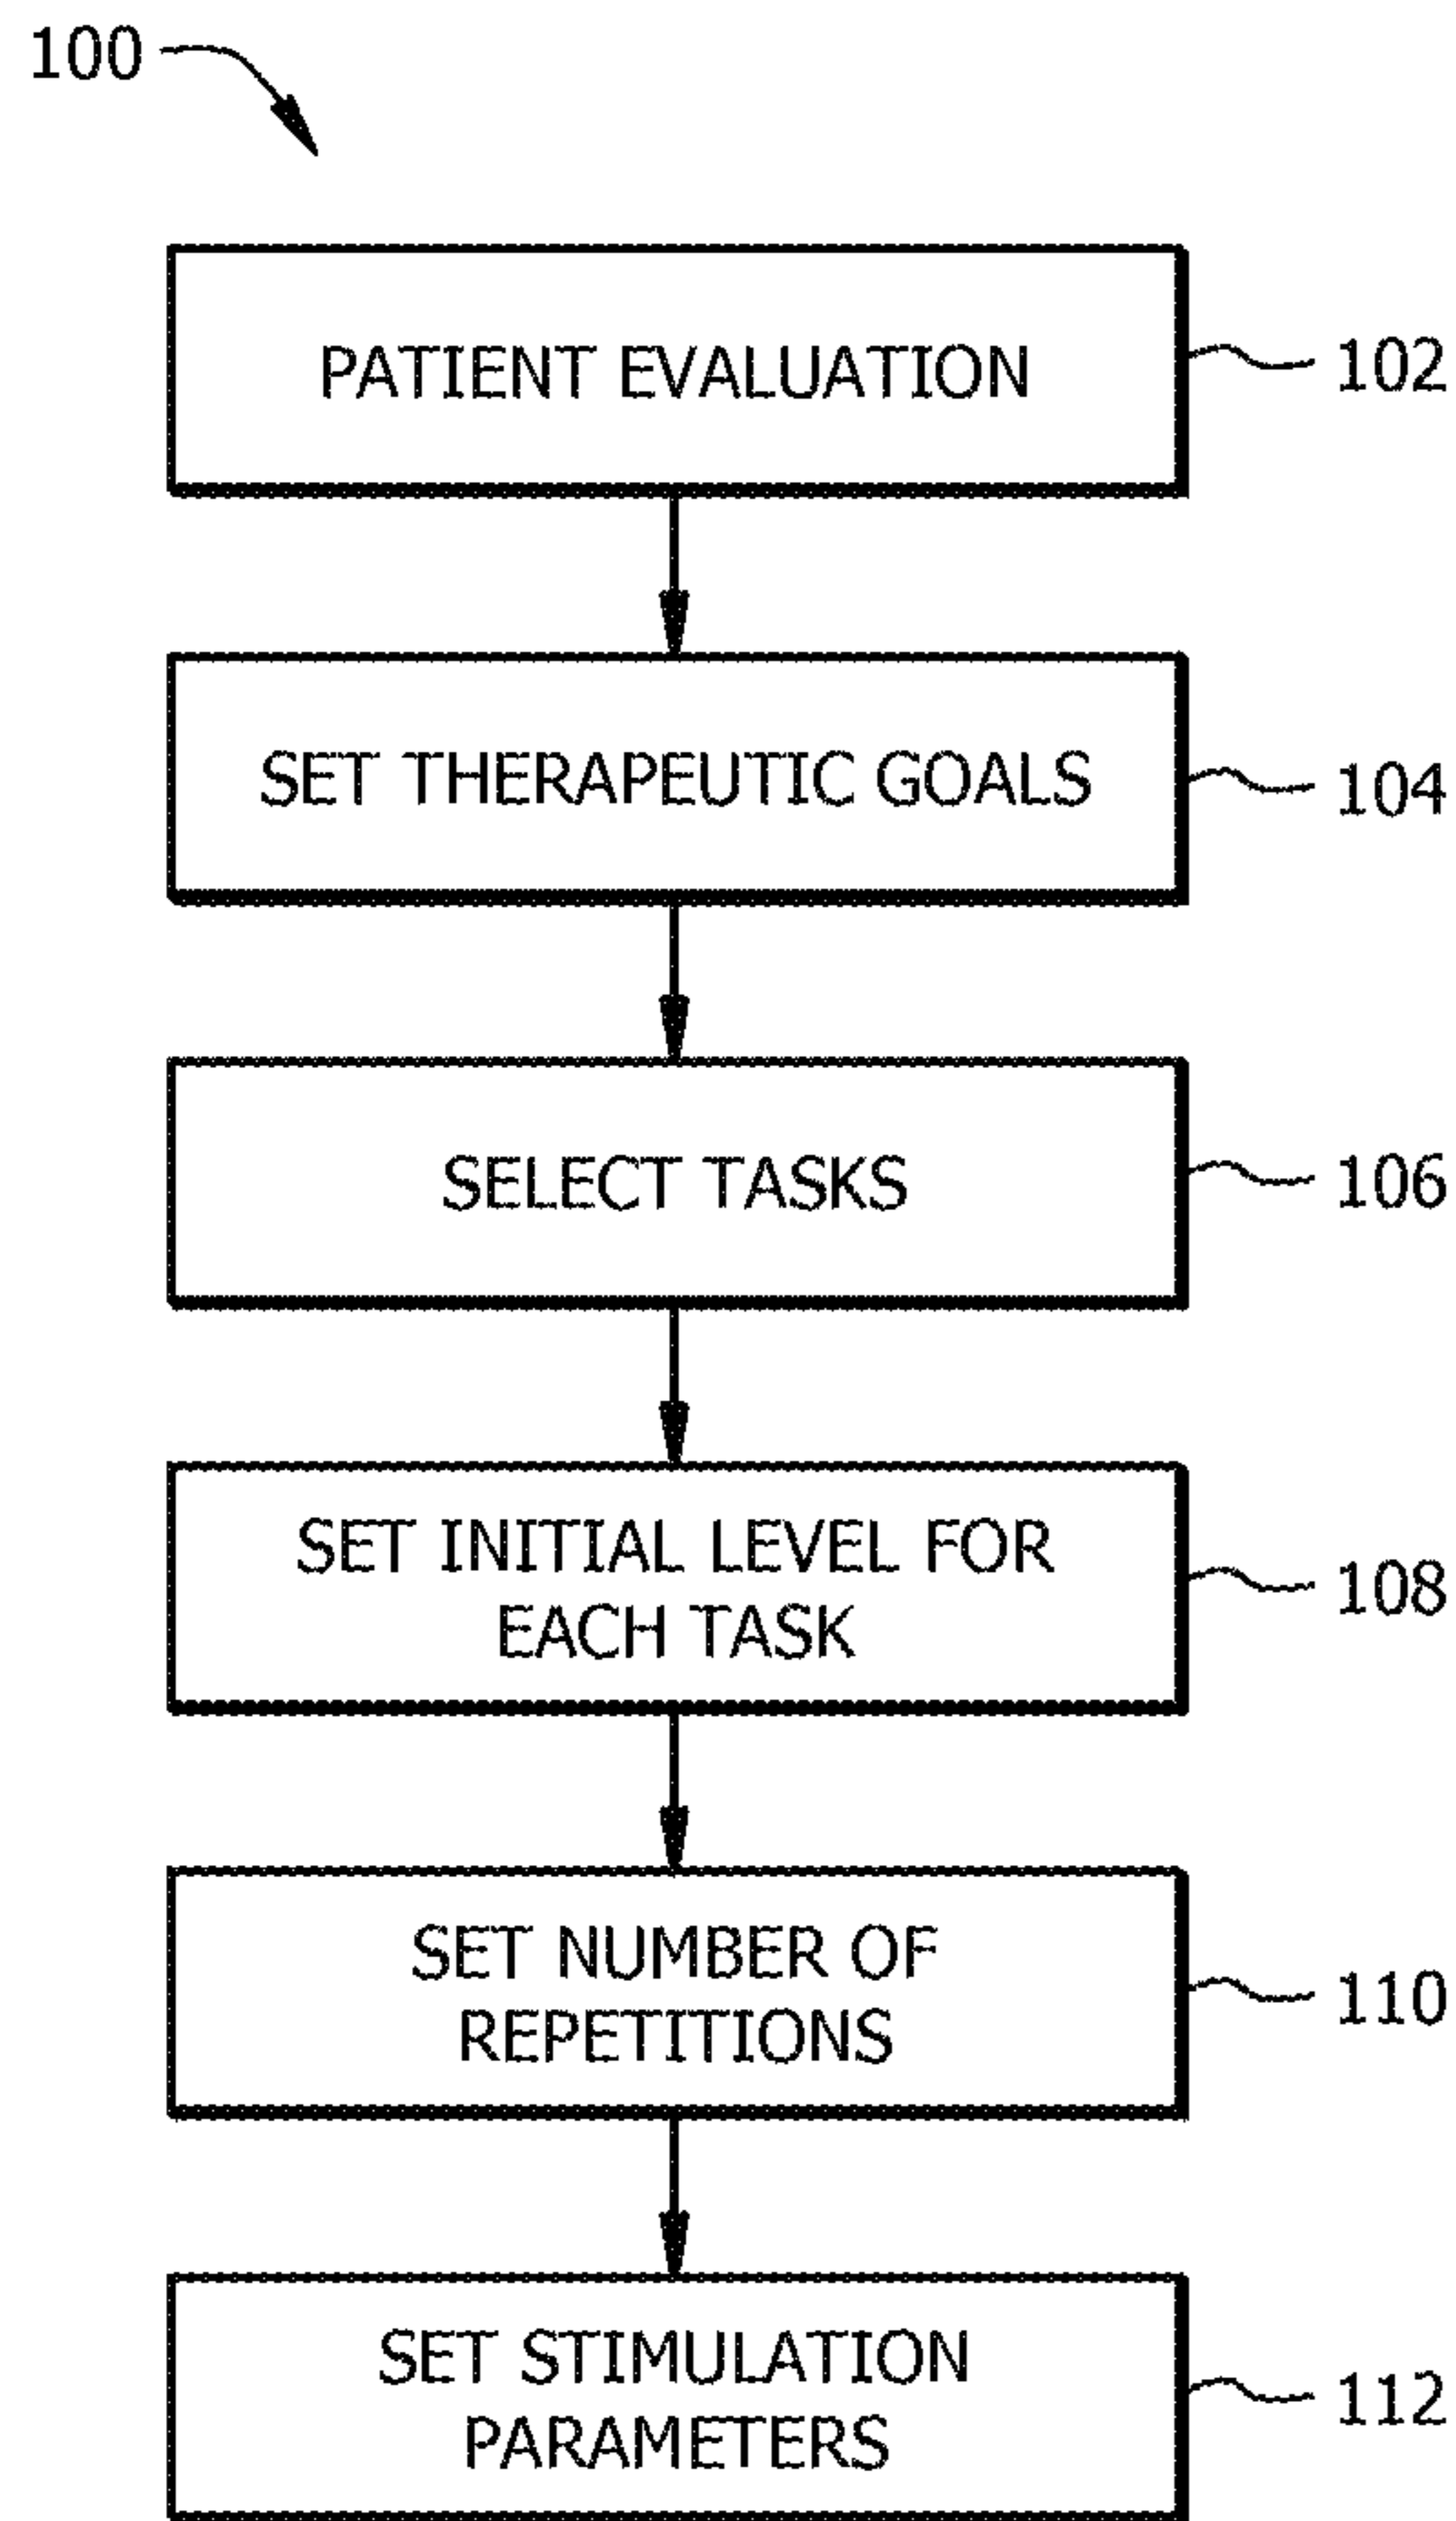 100
PATIENT EVALUATION
102
SET THERAPEUTIC GOALS
104
SELECT TASKS
106
SET INITIAL LEVEL FOR
EACH TASK
108
SET NUMBER OF
REPETITIONS
110
SET STIMULATION
PARAMETERS
112